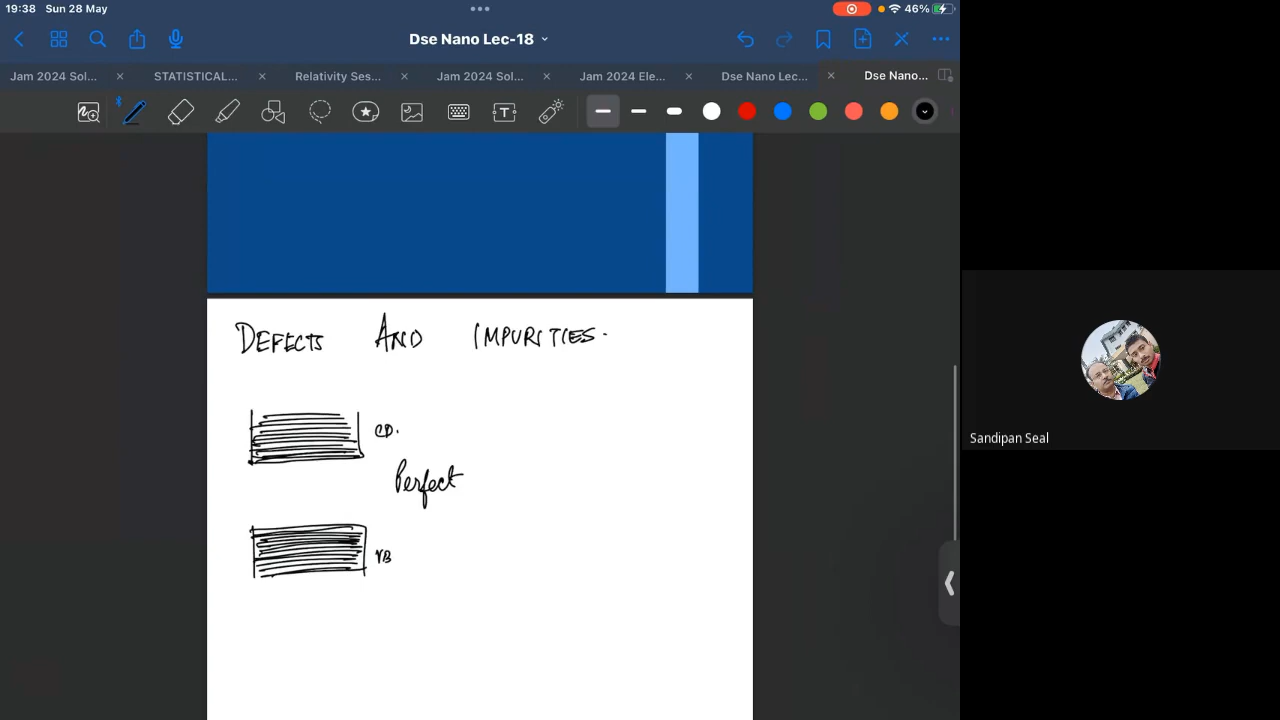 19:38 Sun 28 May
46%
Dse Nano Lec-18
Jam 2024 Sol...
STATISTICAL...
Relativity Ses...
Jam 2024 Sol...
Jam 2024 Ele...
Dse Nano Lec...
Dse Nano...
T
DEFECTS AND IMPURITIES.
CD.
Perfect
VB
Sandipan Seal